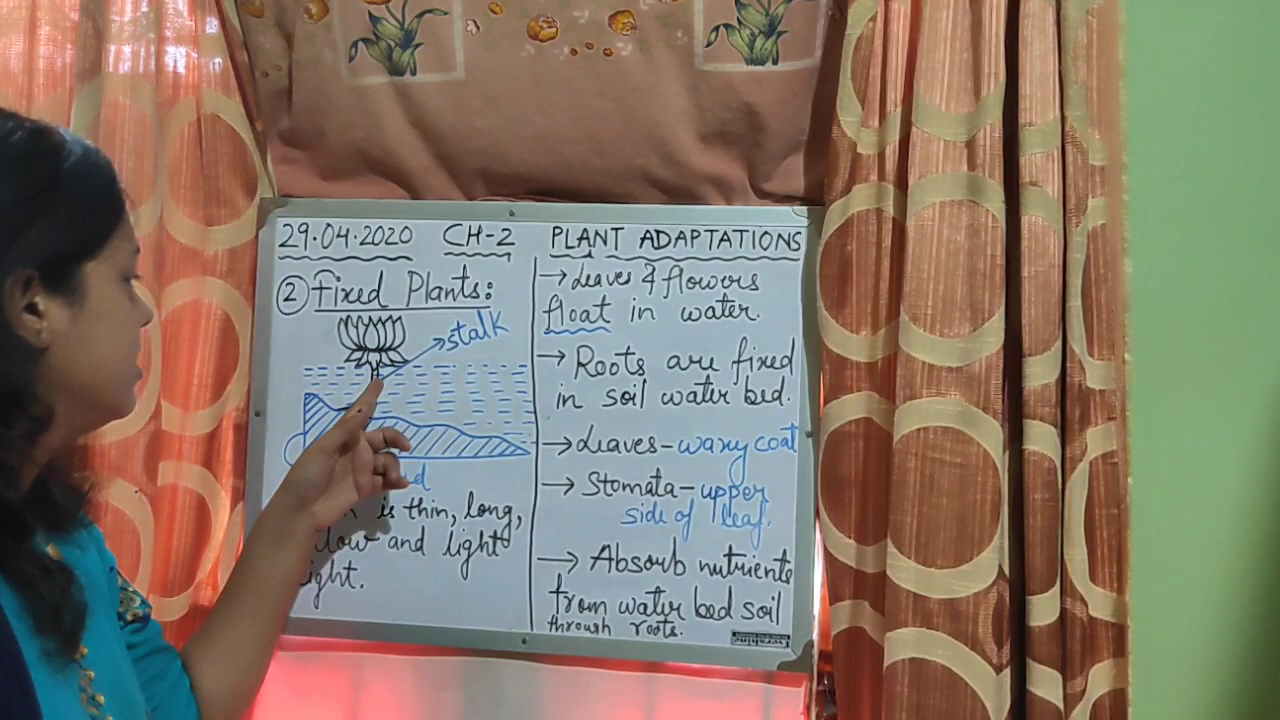 29.04.2020 CH-2 PLANT ADAPTATIONS
② Fixed Plants:
stalk
is thin, long,
and light
→ Leaves & flowers
float in water.
→ Roots are fixed
in soil water bed.
→ Leaves - waxy coat
→ Stomata - upper
side of leaf.
→ Absorb nutrients
from water bed soil
through roots.